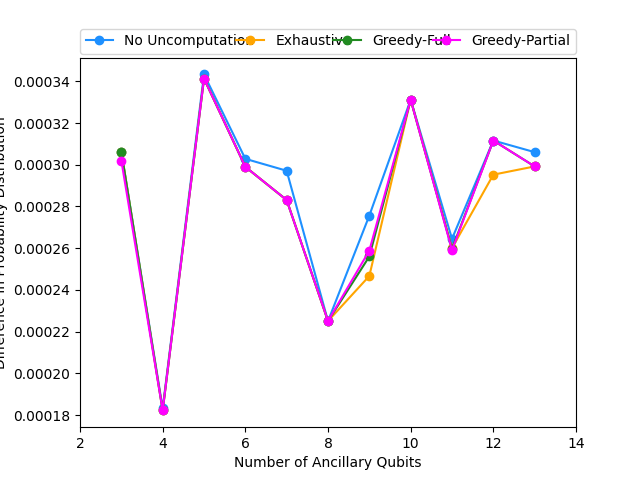 No Uncomputation Exhaustive Greedy-Full Greedy-Partial
0.00034
0.00032
0.00030
0.00028
0.00026
0.00024
0.00022
0.00020
0.00018
Difference in Probability Distribution
2 4 6 8 10 12 14
Number of Ancillary Qubits